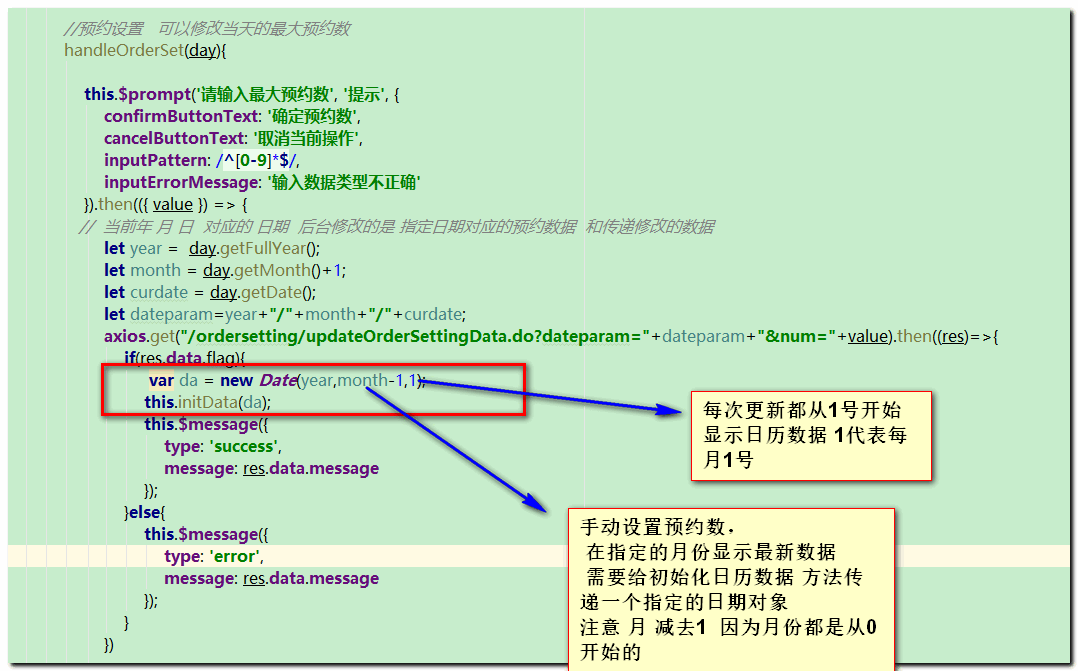 //预约设置   可以修改当天的最大预约数
handleOrderSet(day){
this.$prompt('请输入最大预约数', '提示', {
confirmButtonText: '确定预约数',
cancelButtonText: '取消当前操作',
inputPattern: /^[0-9]*$/,
inputErrorMessage: '输入数据类型不正确'
}).then(({ value }) => {
//  当前年 月 日  对应的 日期  后台修改的是 指定日期对应的预约数据  和传递修改的数据
let year =  day.getFullYear();
let month = day.getMonth()+1;
let curdate = day.getDate();
let dateparam=year+"/"+month+"/"+curdate;
axios.get("/ordersetting/updateOrderSettingData.do?dateparam="+dateparam+"&num="+value).then((res)=>{
if(res.data.flag){
var da = new Date(year,month-1,1);
this.initData(da);
this.$message({
type: 'success',
message: res.data.message
});
}else{
this.$message({
type: 'error',
message: res.data.message
});
}
})
每次更新都从1号开始
显示日历数据 1代表每
月1号
手动设置预约数，
在指定的月份显示最新数据
需要给初始化日历数据 方法传
递一个指定的日期对象
注意 月 减去1  因为月份都是从0
开始的